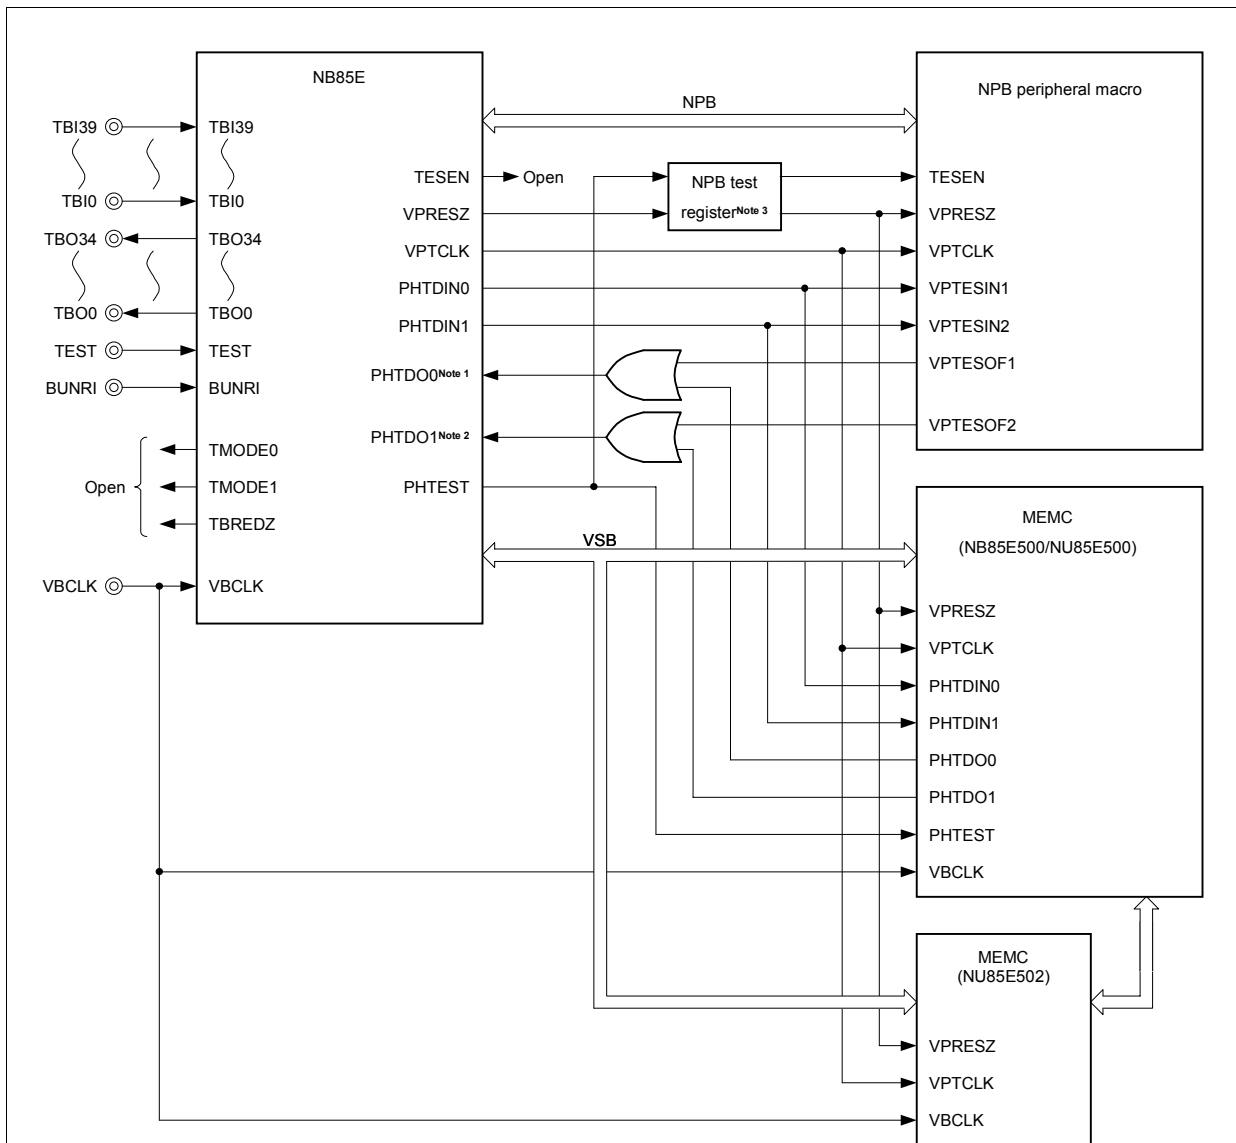 NB85E
NPB peripheral macro
NPB
TBI39
TBI39
TBI0
TBI0
TBO34
TBO34
TBO0
TBO0
TEST
TEST
BUNRI
BUNRI
Open
TMODE0
TMODE1
TBREDZ
VBCLK
VBCLK
TESEN
Open
VPRESZ
VPTCLK
PHTDIN0
PHTDIN1
PHTDO0Note 1
PHTDO1Note 2
PHTEST
NPB test
registerNote 3
TESEN
VPRESZ
VPTCLK
VPTESIN1
VPTESIN2
VPTESOF1
VPTESOF2
VSB
MEMC
(NB85E500/NU85E500)
VPRESZ
VPTCLK
PHTDIN0
PHTDIN1
PHTDO0
PHTDO1
PHTEST
VBCLK
MEMC
(NU85E502)
VPRESZ
VPTCLK
VBCLK